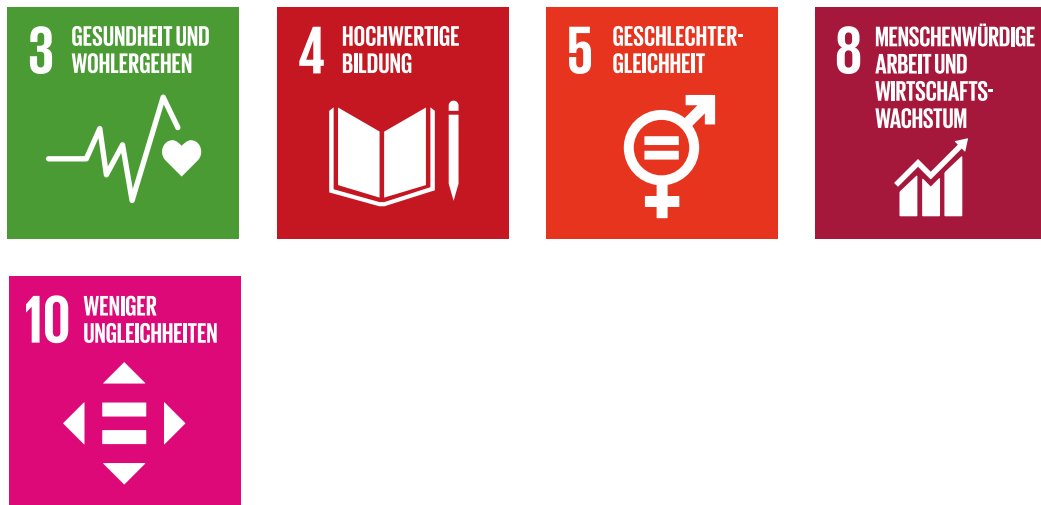 3 GESUNDHEIT UND
WOHLERGEHEN
4 HOCHWERTIGE
BILDUNG
5 GESCHLECHTER-
GLEICHHEIT
8 MENSCHENWÜRDIGE
ARBEIT UND
WIRTSCHAFTS-
WACHSTUM
10 WENIGER
UNGLEICHHEITEN